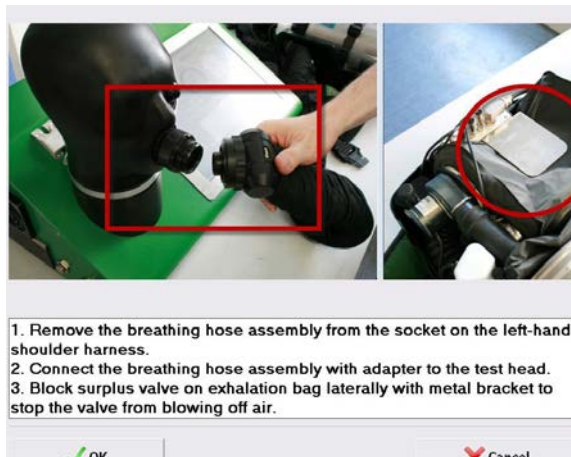 1. Remove the breathing hose assembly from the socket on the left-hand
shoulder harness.
2. Connect the breathing hose assembly with adapter to the test head.
3. Block surplus valve on exhalation bag laterally with metal bracket to
stop the valve from blowing off air.
OK
Cancel